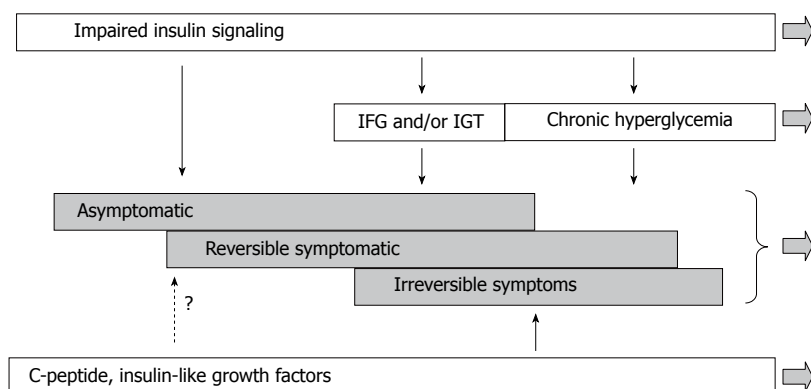 Impaired insulin signaling
IFG and/or IGT
Chronic hyperglycemia
Asymptomatic
Reversible symptomatic
Irreversible symptoms
?
C-peptide, insulin-like growth factors